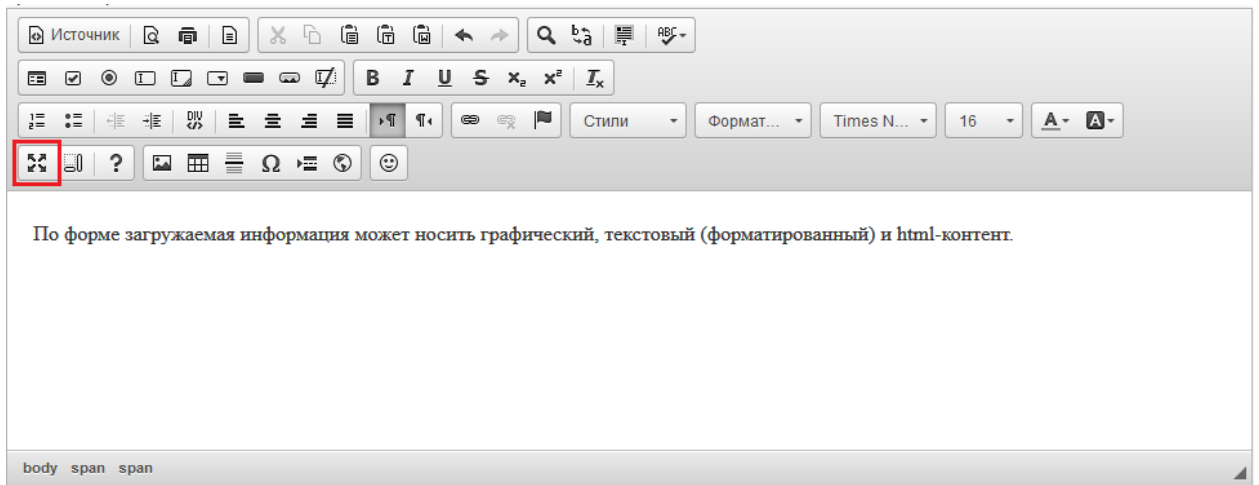 Источник
Стили Формат... Times N... 16
По форме загружаемая информация может носить графический, текстовый (форматированный) и html-контент.
body span span